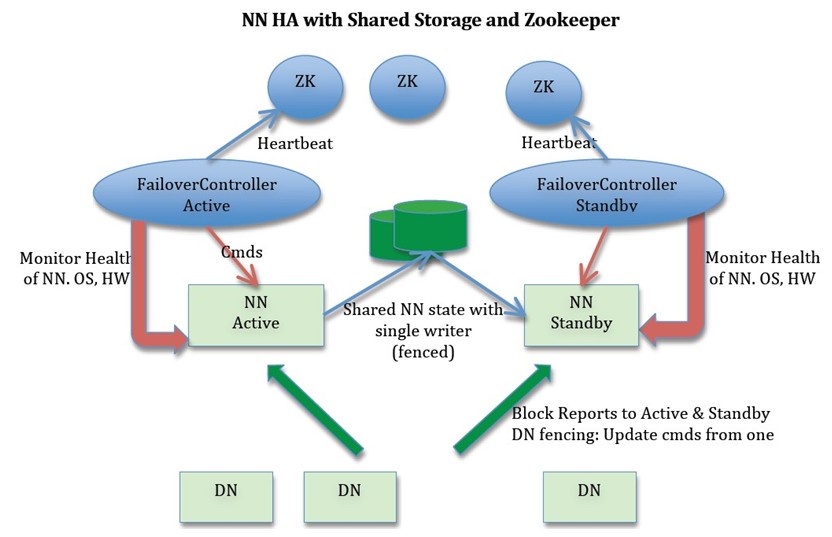 NN HA with Shared Storage and Zookeeper
ZK
ZK
ZK
Heartbeat
Heartbeat
FailoverController
Active
FailoverController
Standby
Cmds
Monitor Health
of NN. OS, HW
Monitor Health
of NN. OS, HW
NN
Active
Shared NN state with
single writer
(fenced)
NN
Standby
Block Reports to Active & Standby
DN fencing: Update cmds from one
DN
DN
DN